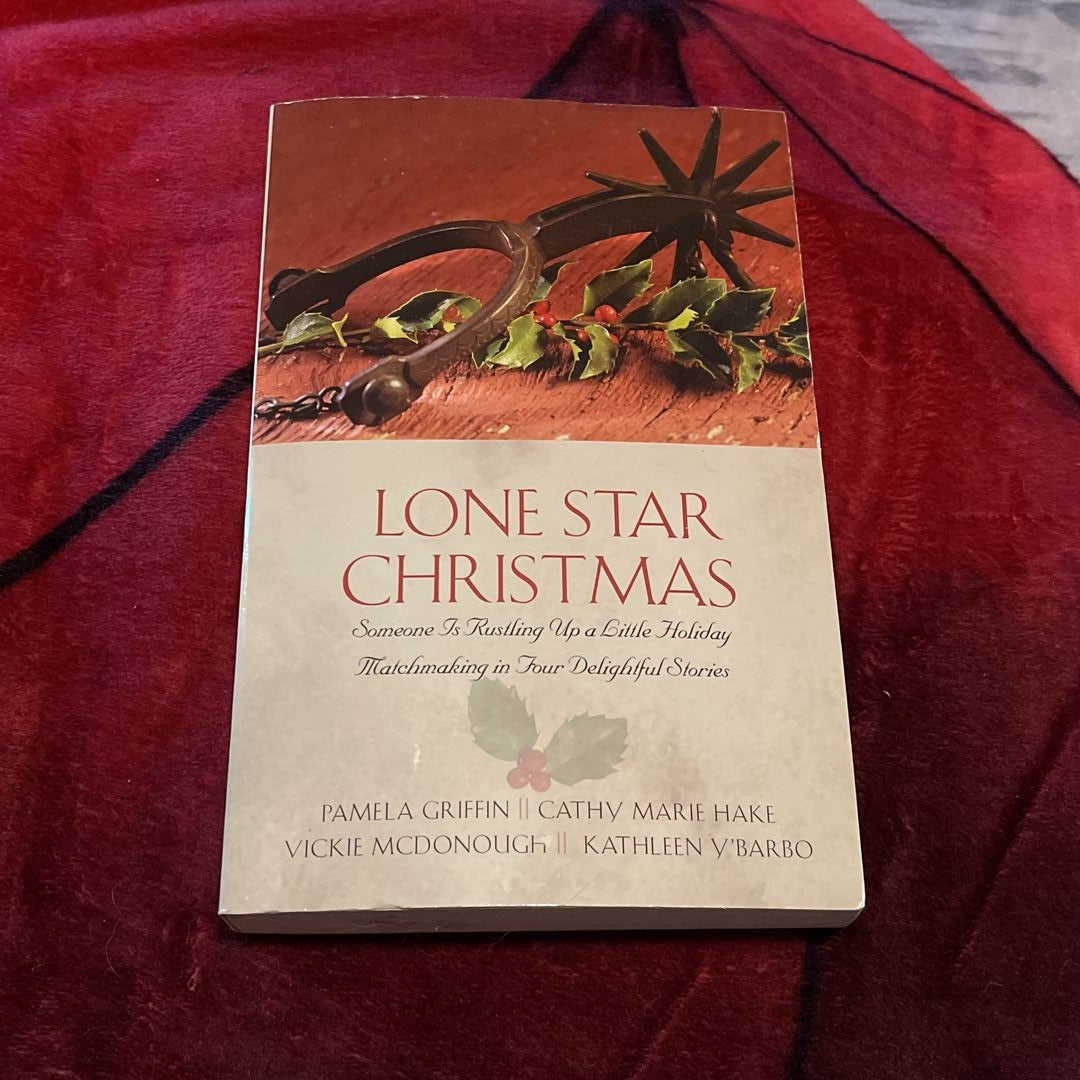 LONE STAR
CHRISTMAS
Someone Is Rustling Up a Little Holiday
Matchmaking in Four Delightful Stories
PAMELA GRIFFIN || CATHY MARIE HAKE
VICKIE MCDONOUGH || KATHLEEN Y'BARBO